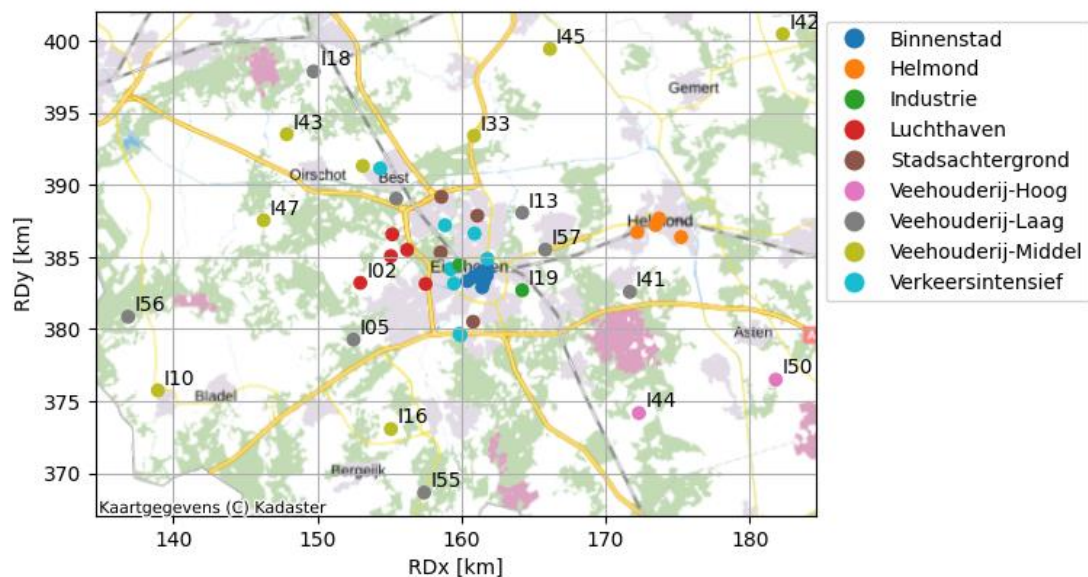 400
395
390
385
380
375
370
RDy [km]
140
150
160
170
180
RDx [km]
I42
I45
I18
Gemert
I43
I33
Oirschot
Best
I47
I13
Helmond
I57
Eindhoven
I02
I19
I41
I56
I05
Asten
I50
I10
Bladel
I44
I16
Bergeijk
I55
Kaartgegevens (C) Kadaster
Binnenstad
Helmond
Industrie
Luchthaven
Stadsachtergrond
Veehouderij-Hoog
Veehouderij-Laag
Veehouderij-Middel
Verkeersintensief